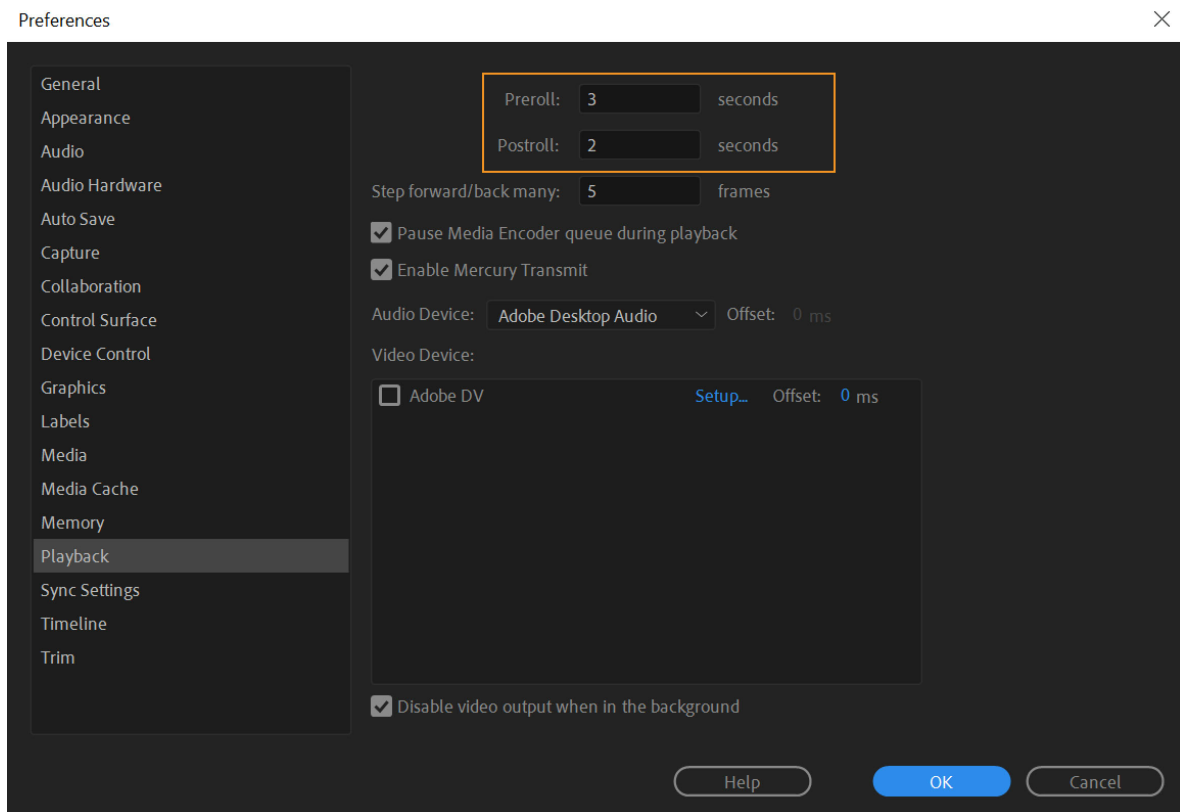 Preferences
General
Appearance
Audio
Audio Hardware
Auto Save
Capture
Collaboration
Control Surface
Device Control
Graphics
Labels
Media
Media Cache
Memory
Playback
Sync Settings
Timeline
Trim
Preroll: 3 seconds
Postroll: 2 seconds
Step forward/back many: 5 frames
Pause Media Encoder queue during playback
Enable Mercury Transmit
Audio Device: Adobe Desktop Audio Offset: 0 ms
Video Device:
Adobe DV Setup... Offset: 0 ms
Disable video output when in the background
Help OK Cancel